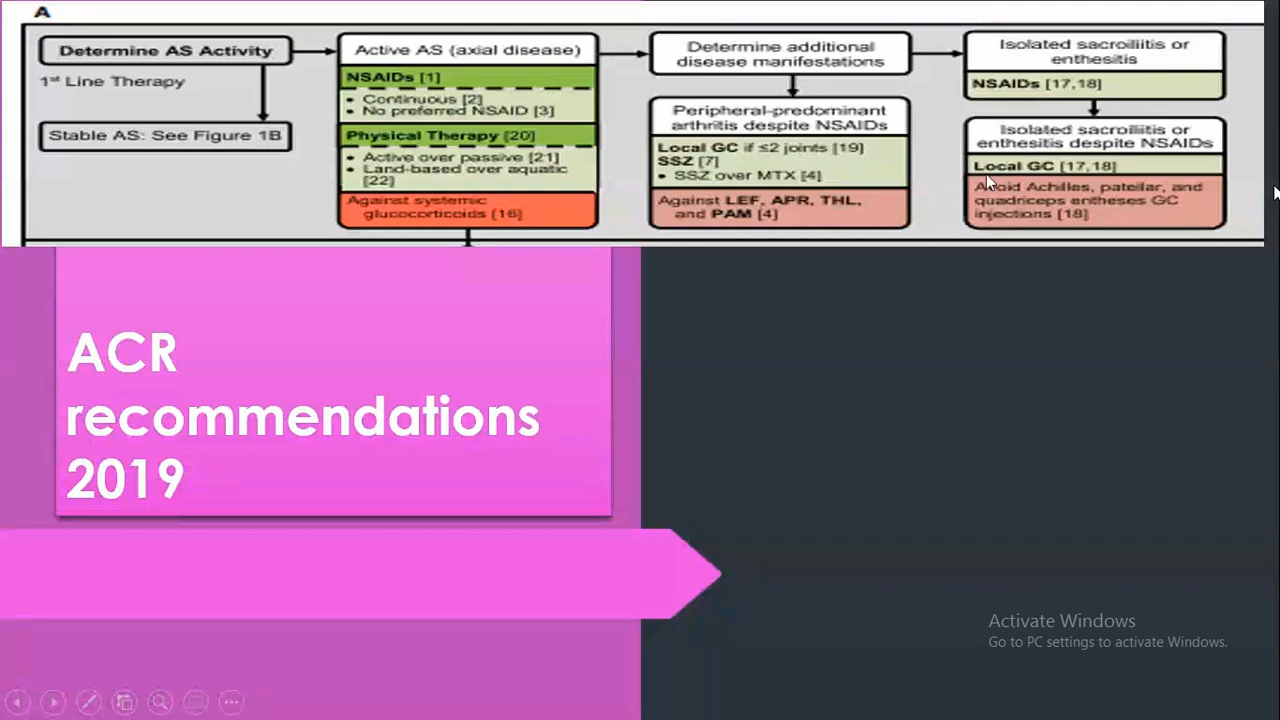 A
Determine AS Activity
1st Line Therapy
Stable AS: See Figure 1B
Active AS (axial disease)
NSAIDs [1]
• Continuous [2]
• No preferred NSAID [3]
Physical Therapy [20]
• Active over passive [21]
• Land-based over aquatic
[22]
Against systemic
glucocorticoids [16]
Determine additional
disease manifestations
Peripheral-predominant
arthritis despite NSAIDs
Local GC if ≤2 joints [19]
SSZ [7]
• SSZ over MTX [4]
Against LEF, APR, THL,
and PAM [4]
Isolated sacroiliitis or
enthesitis
NSAIDs [17,18]
Isolated sacroiliitis or
enthesitis despite NSAIDs
Local GC [17,18]
Avoid Achilles, patellar, and
quadriceps entheses GC
injections [18]
ACR
recommendations
2019
Activate Windows
Go to PC settings to activate Windows.